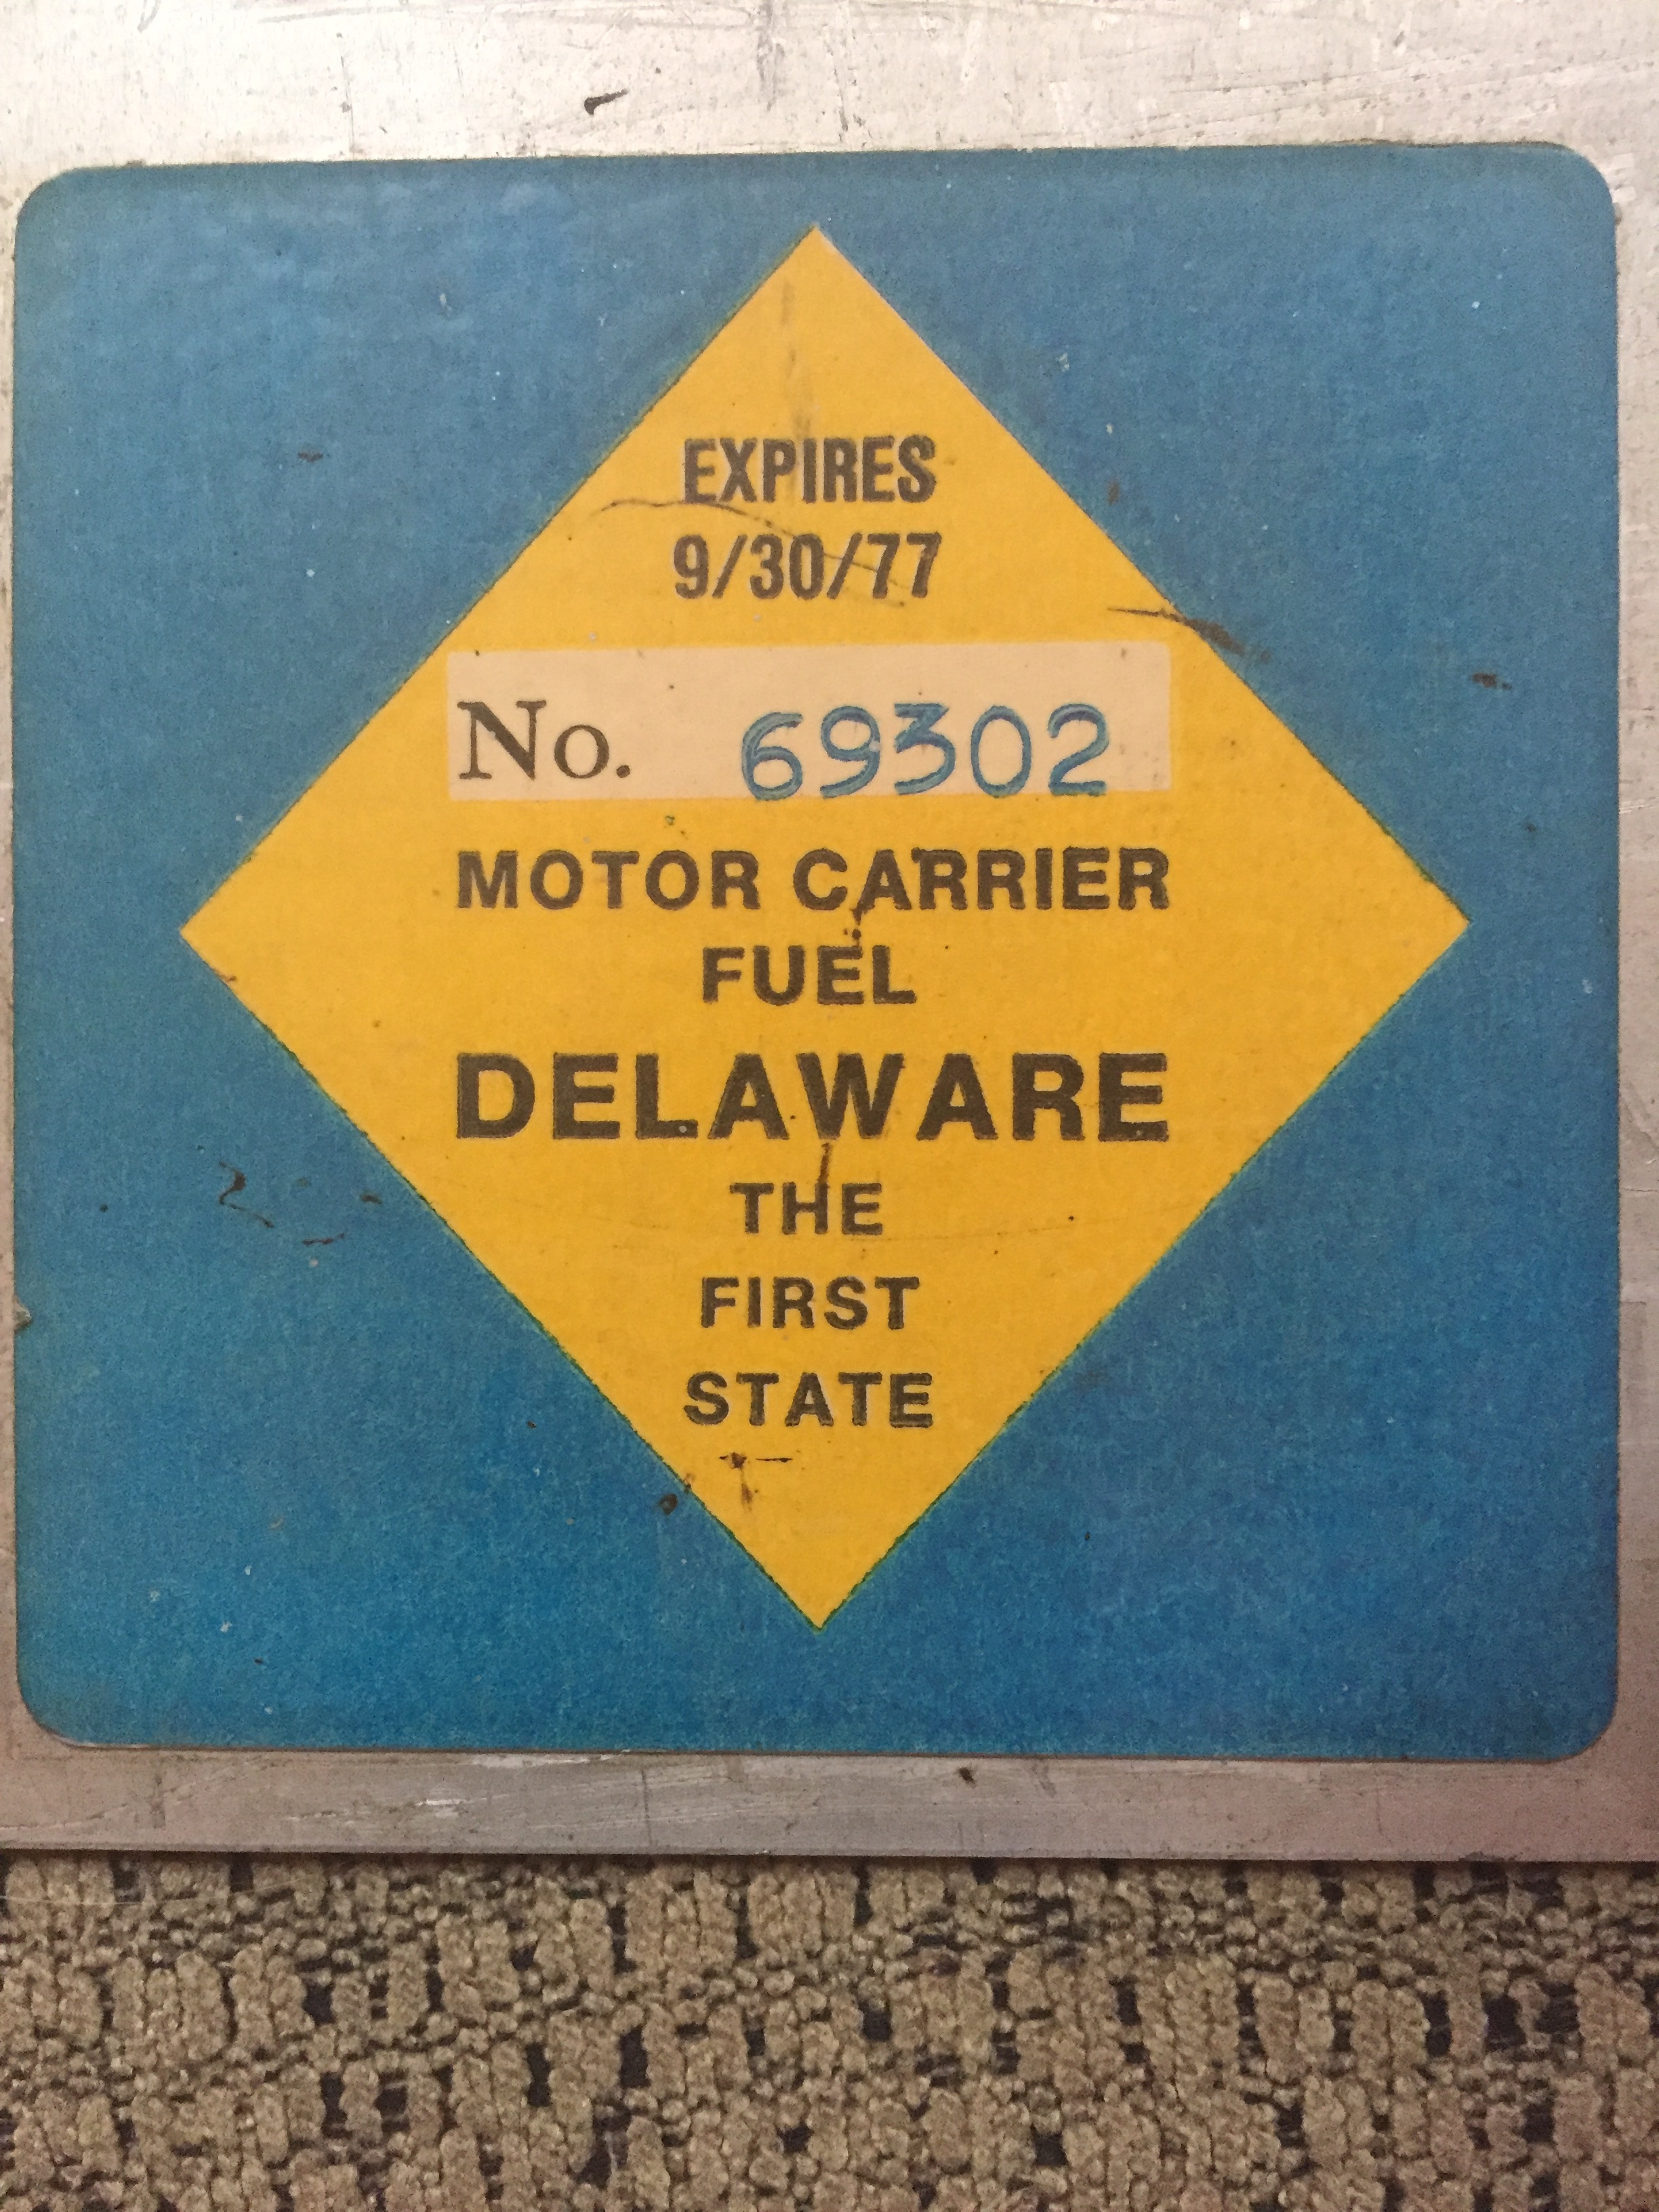 EXPIRES
9/30/77
No. 69302
MOTOR CARRIER
FUEL
DELAWARE
THE
FIRST
STATE